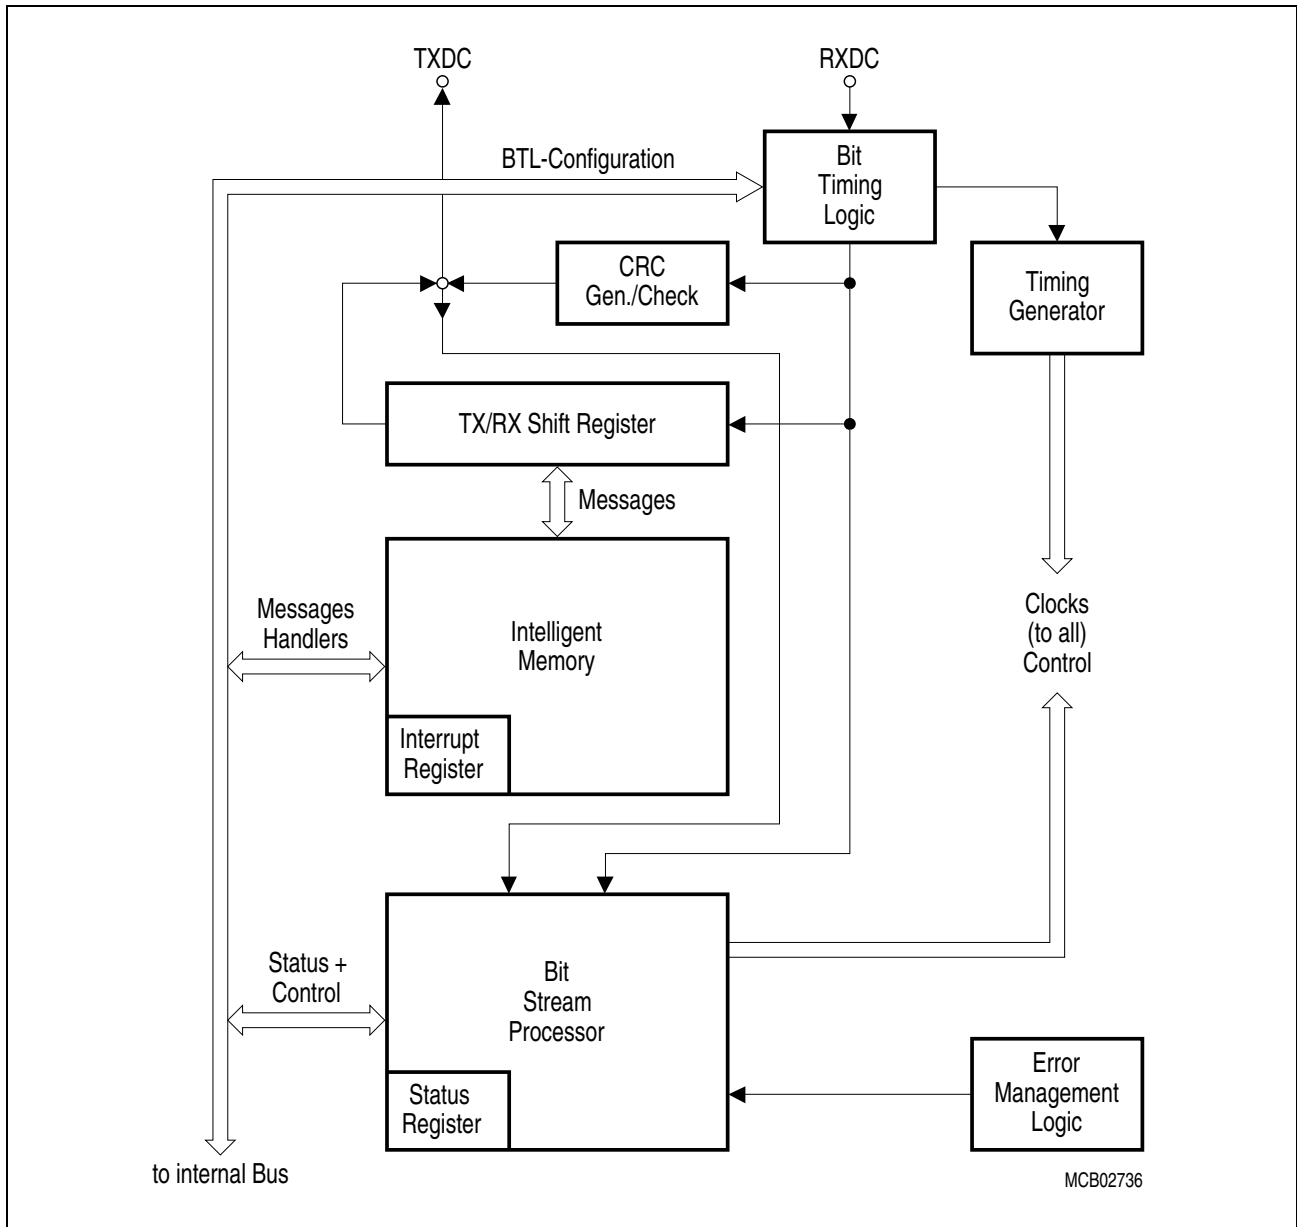 TXDC
RXDC
BTL-Configuration
Bit
Timing
Logic
CRC
Gen./Check
Timing
Generator
TX/RX Shift Register
Messages
Messages
Handlers
Intelligent
Memory
Clocks
(to all)
Control
Interrupt
Register
Status +
Control
Bit
Stream
Processor
Status
Register
Error
Management
Logic
to internal Bus
MCB02736